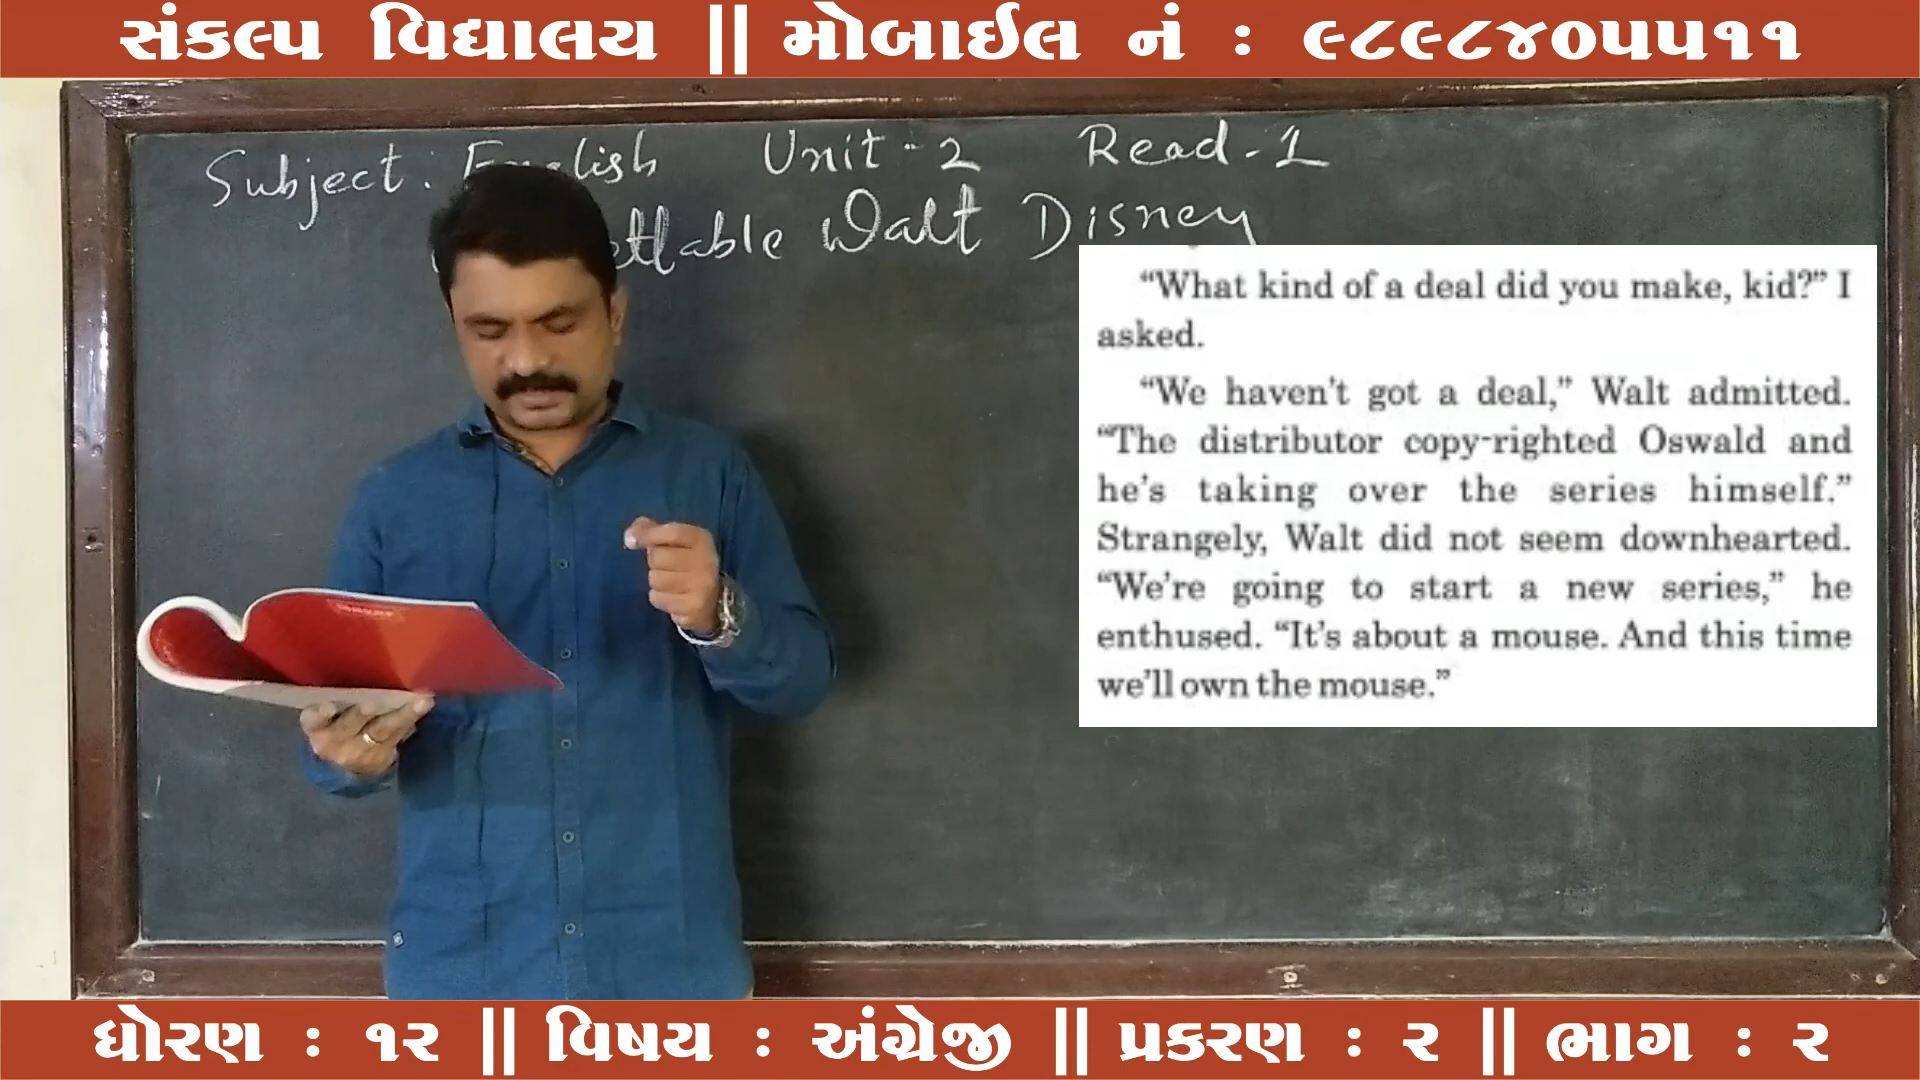 સંકલ્પ વિદ્યાલય || મોબાઈલ નં : ૯૮૯૮૪૦૫૫૧૧
Subject: English Unit-2 Read-1
Walt Disney
“What kind of a deal did you make, kid?” I
asked.
“We haven’t got a deal,” Walt admitted.
“The distributor copy-righted Oswald and
he’s taking over the series himself.”
Strangely, Walt did not seem downhearted.
“We’re going to start a new series,” he
enthused. “It’s about a mouse. And this time
we’ll own the mouse.”
ધોરણ : ૧૨ || વિષય : અંગ્રેજી || પ્રકરણ : ૨ || ભાગ : ૨